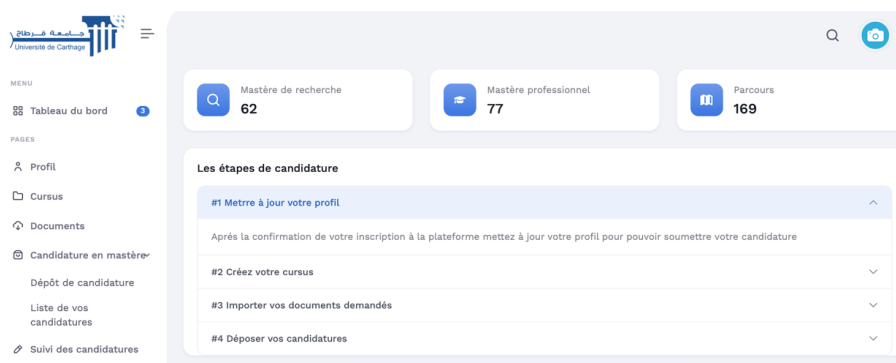 جامعة قرطاج
Université de Carthage
MENU
Tableau du bord 3
PAGES
Profil
Cursus
Documents
Candidature en mastère
Dépôt de candidature
Liste de vos
candidatures
Suivi des candidatures
Mastère de recherche
62
Mastère professionnel
77
Parcours
169
Les étapes de candidature
#1 Metrre à jour votre profil
Aprés la confirmation de votre inscription à la plateforme mettez à jour votre profil pour pouvoir soumettre votre candidature
#2 Créez votre cursus
#3 Importer vos documents demandés
#4 Déposer vos candidatures